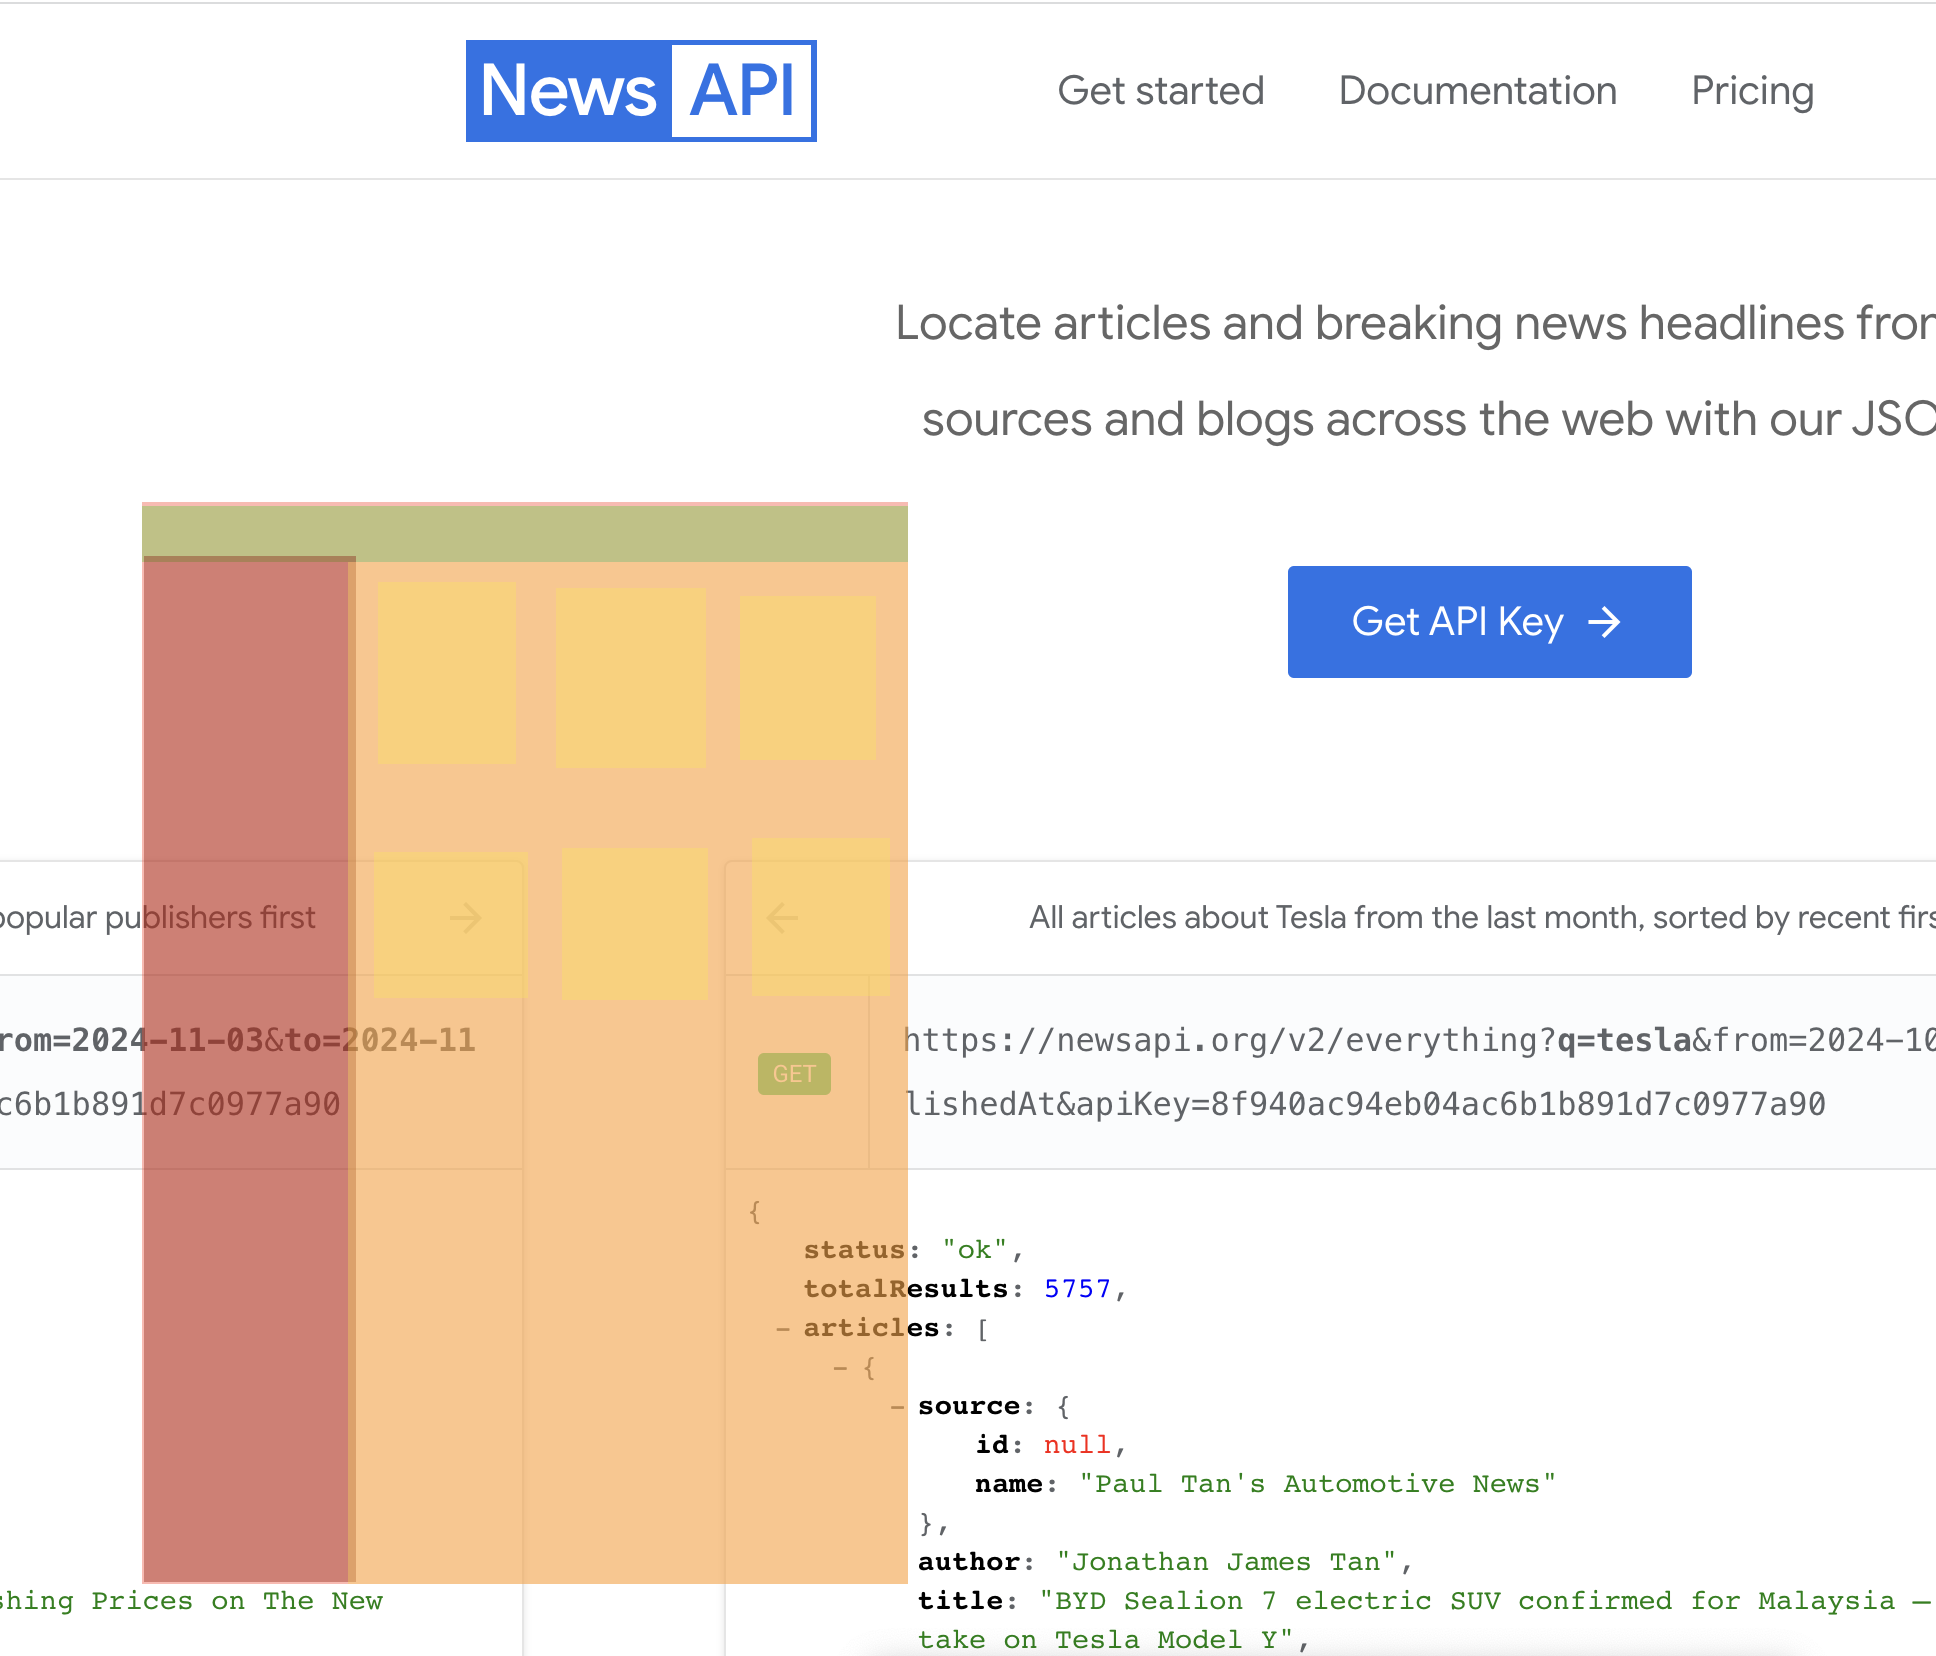 News API
Get started
Documentation
Pricing
Locate articles and breaking news headlines
sources and blogs across the web with our
Get API Key →
popular publishers first →
← All articles about Tesla from the last month, sorted by recent
rom=2024-11-03&to=2024-11
c6b1b891d7c0977a90
GET
https://newsapi.org/v2/everything?q=tesla&from=2024-10
lishedAt&apiKey=8f940ac94eb04ac6b1b891d7c0977a90
{
status: "ok",
totalResults: 5757,
– articles: [
– {
– source: {
id: null,
name: "Paul Tan's Automotive News"
},
author: "Jonathan James Tan",
title: "BYD Sealion 7 electric SUV confirmed for Malaysia –
take on Tesla Model Y",
shing Prices on The New